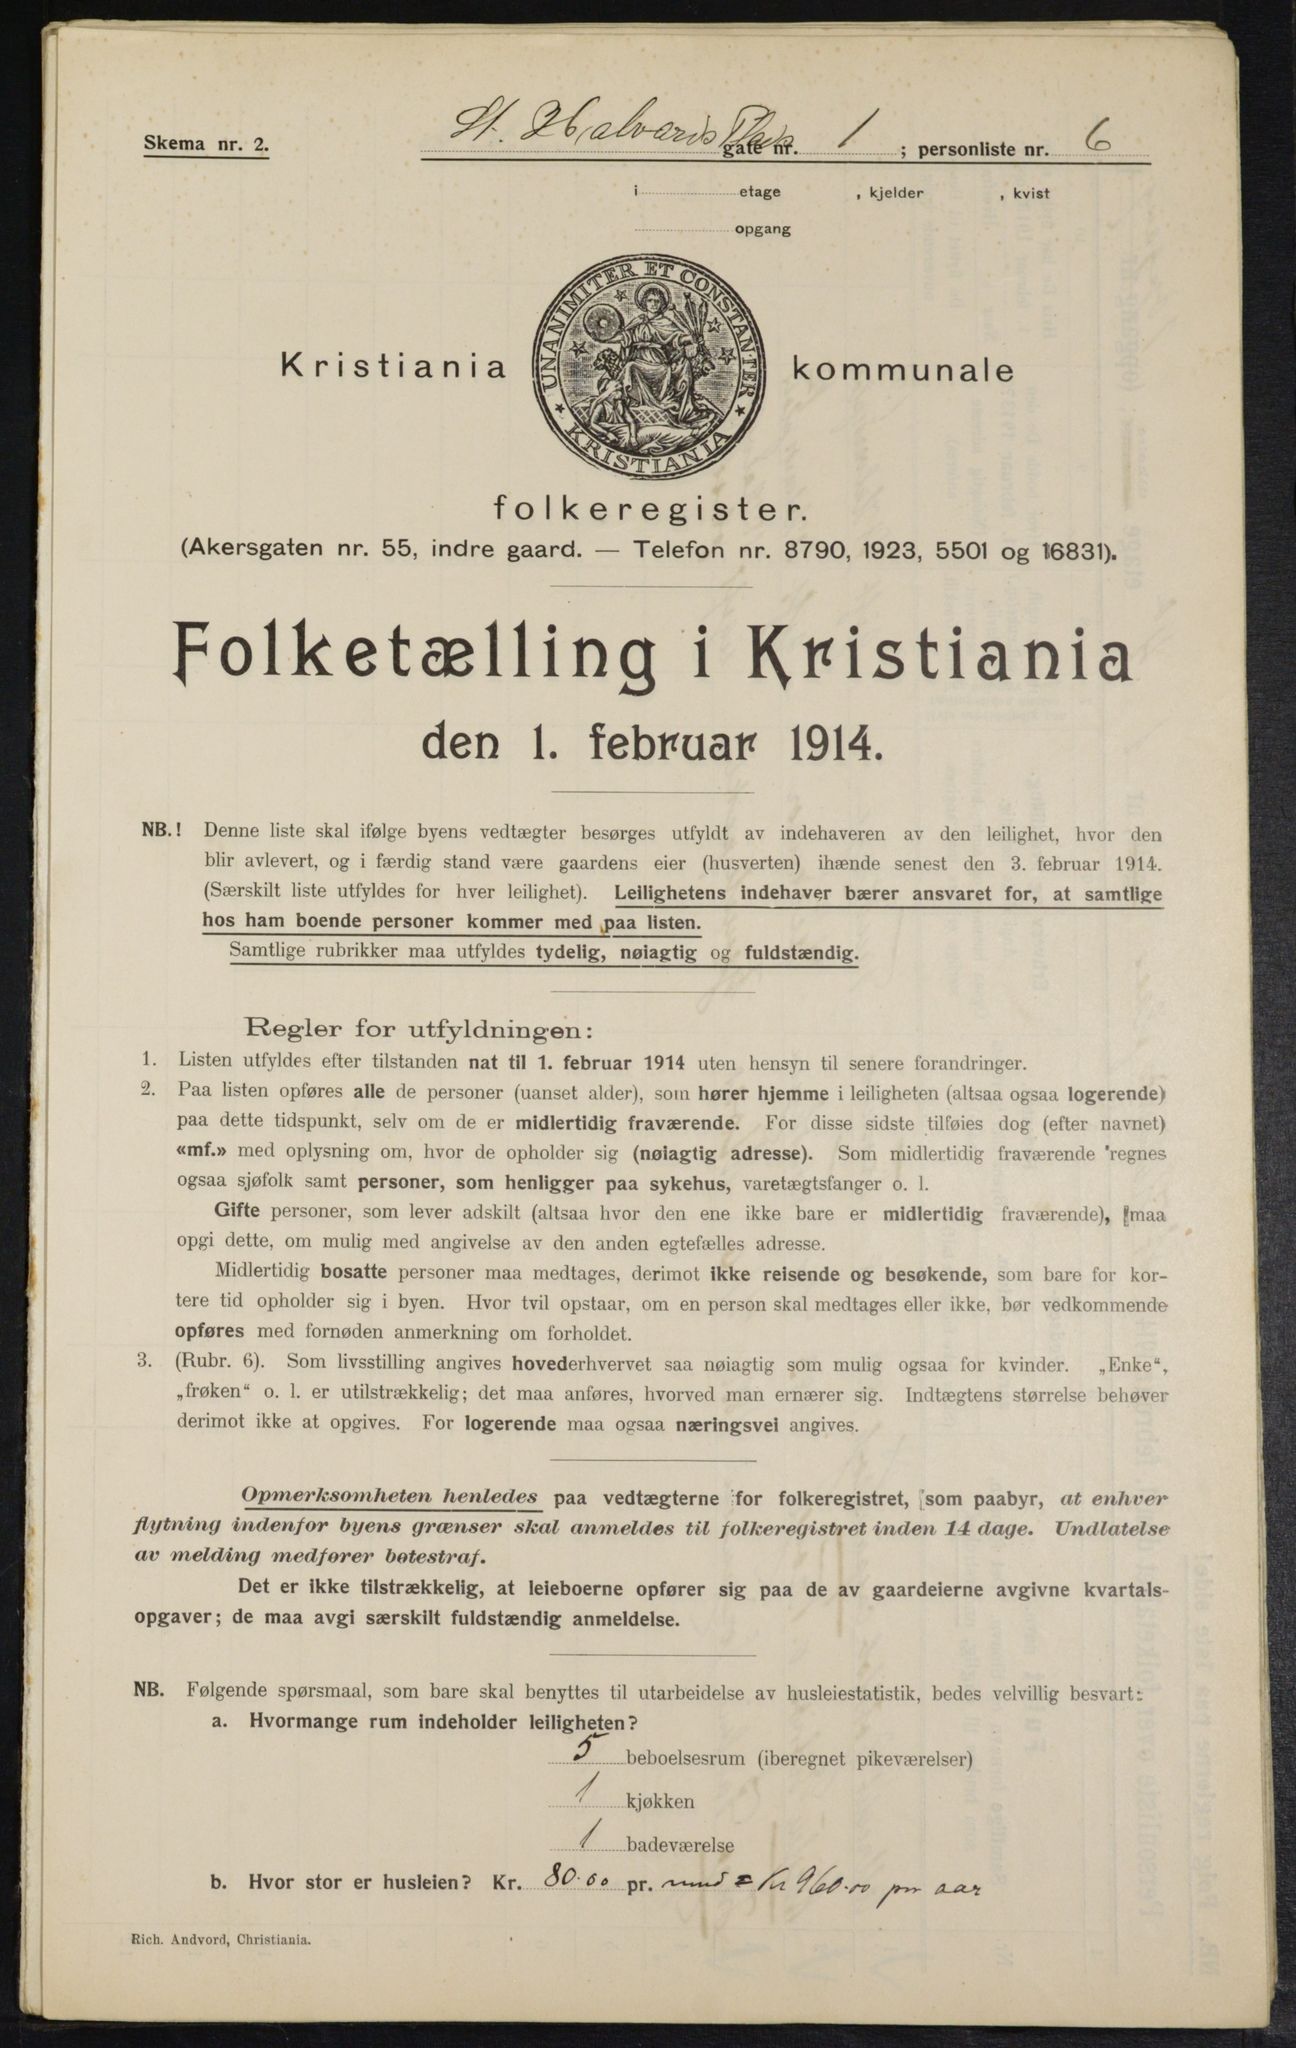 Skema nr. 2. St. Halvards Plads gate nr. 1 ; personliste nr. 6
i etage , kjelder , kvist
opgang
UNANIMITER ET CONSTANTER
KRISTIANIA
Kristiania kommunale
folkeregister.
(Akersgaten nr. 55, indre gaard. — Telefon nr. 8790, 1923, 5501 og 16831).
Folketælling i Kristiania
den 1. februar 1914.
NB.! Denne liste skal ifølge byens vedtægter besørges utfyldt av indehaveren av den leilighet, hvor den
blir avlevert, og i færdig stand være gaardens eier (husverten) ihænde senest den 3. februar 1914.
(Særskilt liste utfyldes for hver leilighet). Leilighetens indehaver bærer ansvaret for, at samtlige
hos ham boende personer kommer med paa listen.
Samtlige rubrikker maa utfyldes tydelig, nøiagtig og fuldstændig.
Regler for utfyldningen:
1. Listen utfyldes efter tilstanden nat til 1. februar 1914 uten hensyn til senere forandringer.
2. Paa listen opføres alle de personer (uanset alder), som hører hjemme i leiligheten (altsaa ogsaa logerende)
paa dette tidspunkt, selv om de er midlertidig fraværende. For disse sidste tilføies dog (efter navnet)
«mf.» med oplysning om, hvor de opholder sig (nøiagtig adresse). Som midlertidig fraværende regnes
ogsaa sjøfolk samt personer, som henligger paa sykehus, varetægtsfanger o. l.
Gifte personer, som lever adskilt (altsaa hvor den ene ikke bare er midlertidig fraværende), maa
opgi dette, om mulig med angivelse av den anden egtefælles adresse.
Midlertidig bosatte personer maa medtages, derimot ikke reisende og besøkende, som bare for kor-
tere tid opholder sig i byen. Hvor tvil opstaar, om en person skal medtages eller ikke, bør vedkommende
opføres med fornøden anmerkning om forholdet.
3. (Rubr. 6). Som livsstilling angives hovederhvervet saa nøiagtig som mulig ogsaa for kvinder. „Enke“,
„frøken“ o. l. er utilstrækkelig; det maa anføres, hvorved man ernærer sig. Indtægtens størrelse behøver
derimot ikke at opgives. For logerende maa ogsaa næringsvei angives.
Opmerksomheten henledes paa vedtægterne for folkeregistret, som paabyr, at enhver
flytning indenfor byens grænser skal anmeldes til folkeregistret inden 14 dage. Undlatelse
av melding medfører bøtestraf.
Det er ikke tilstrækkelig, at leieboerne opfører sig paa de av gaardeierne avgivne kvartals-
opgaver; de maa avgi særskilt fuldstændig anmeldelse.
NB. Følgende spørsmaal, som bare skal benyttes til utarbeidelse av husleiestatistik, bedes velvillig besvart:
a. Hvormange rum indeholder leiligheten?
5 beboelsesrum (iberegnet pikeværelser)
1 kjøkken
1 badeværelse
b. Hvor stor er husleien? Kr. 80.00 pr. mnd = Kr 960.00 pr aar
Rich. Andvord, Christiania.